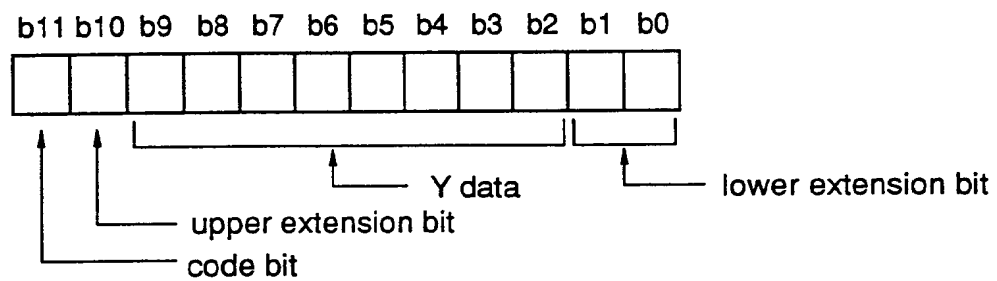 b11 b10 b9 b8 b7 b6 b5 b4 b3 b2 b1 b0
Y data
lower extension bit
upper extension bit
code bit